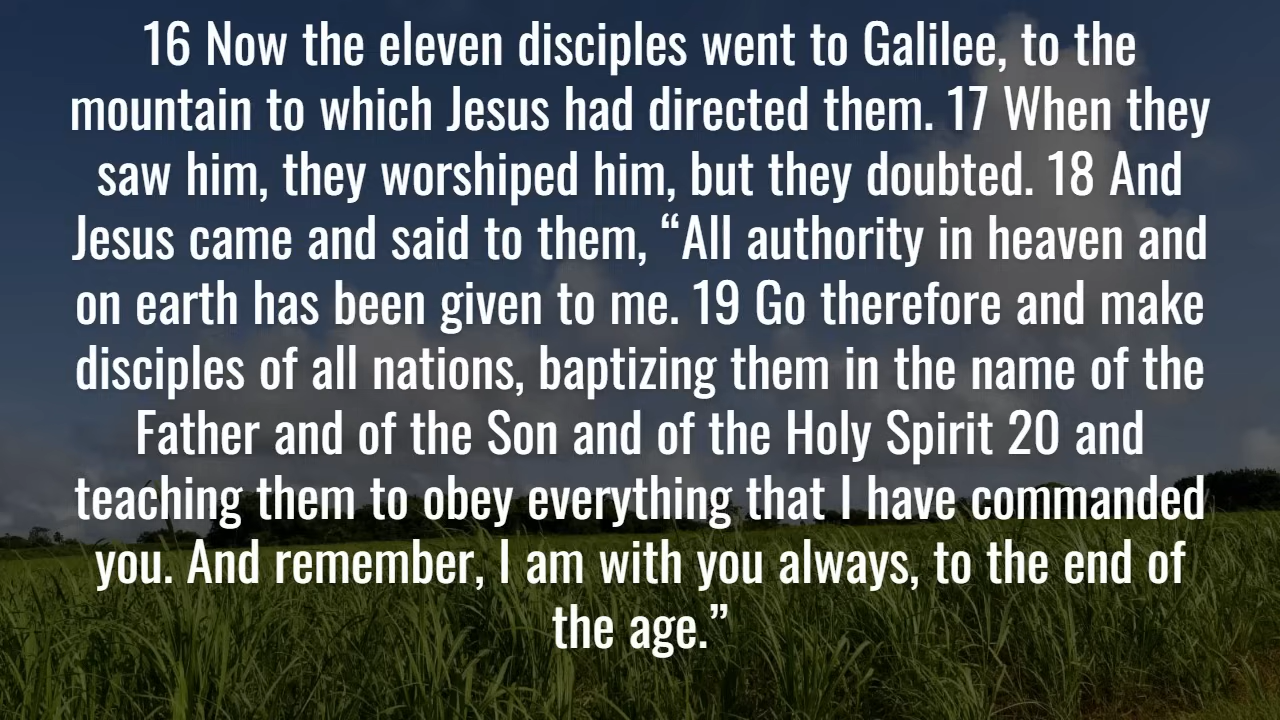 16 Now the eleven disciples went to Galilee, to the
mountain to which Jesus had directed them. 17 When they
saw him, they worshiped him, but they doubted. 18 And
Jesus came and said to them, “All authority in heaven and
on earth has been given to me. 19 Go therefore and make
disciples of all nations, baptizing them in the name of the
Father and of the Son and of the Holy Spirit 20 and
teaching them to obey everything that I have commanded
you. And remember, I am with you always, to the end of
the age.”